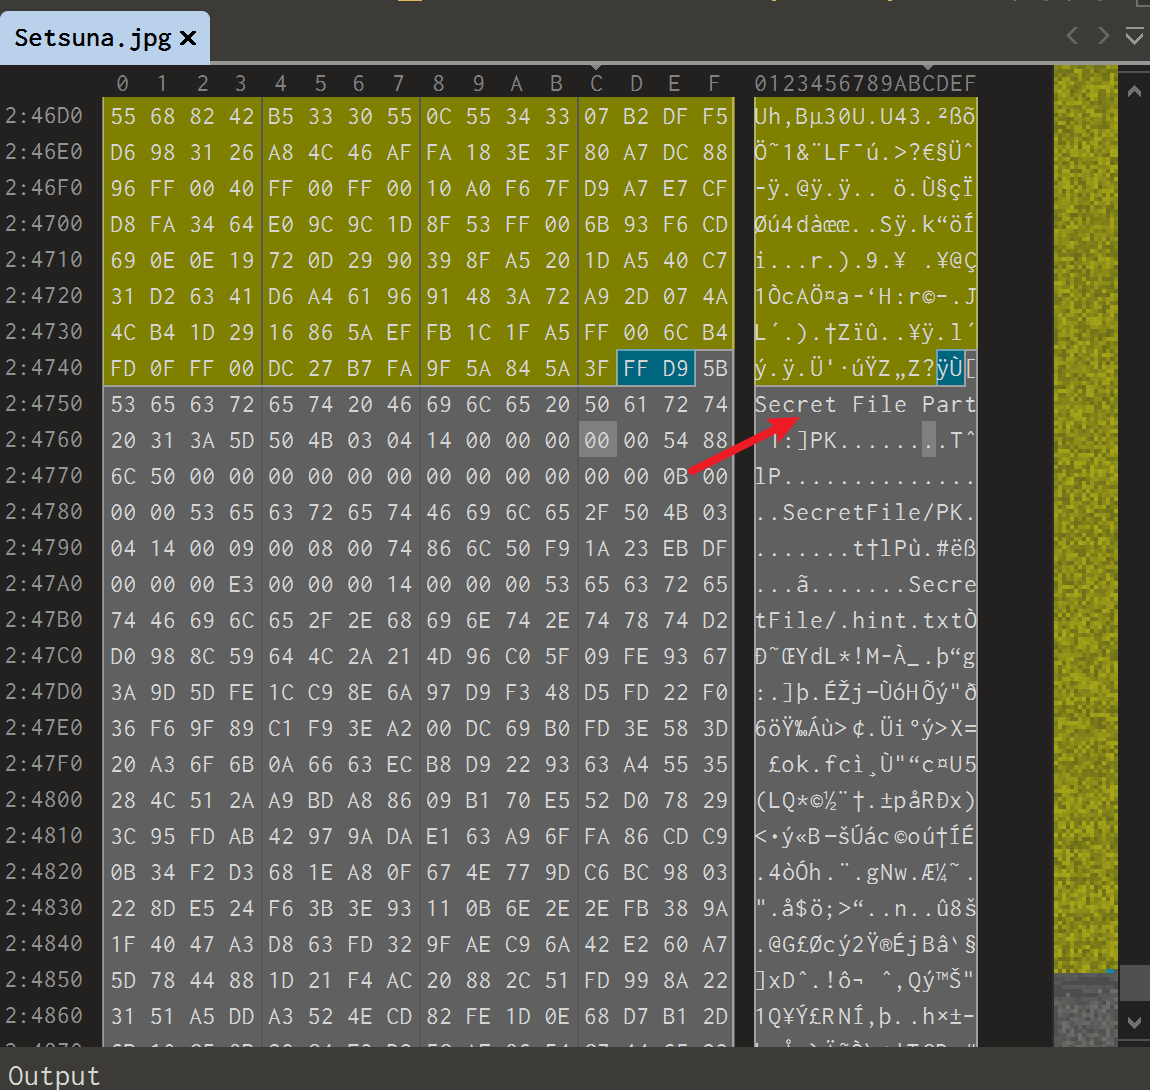 Setsuna.jpg ×
0 1 2 3 4 5 6 7 8 9 A B C D E F 0123456789ABCDEF
2:46D0 55 68 82 42 B5 33 30 55 0C 55 34 33 07 B2 DF F5 Uh‚Bµ30U.U43.²ßõ
2:46E0 D6 98 31 26 A8 4C 46 AF FA 18 3E 3F 80 A7 DC 88 Ö˜1&¨LF¯ú.>?€§Üˆ
2:46F0 96 FF 00 40 FF 00 FF 00 10 A0 F6 7F D9 A7 E7 CF –ÿ.@ÿ.ÿ.. ö.Ù§çÏ
2:4700 D8 FA 34 64 E0 9C 9C 1D 8F 53 FF 00 6B 93 F6 CD Øú4dàœœ..Sÿ.k“öÍ
2:4710 69 0E 0E 19 72 0D 29 90 39 8F A5 20 1D A5 40 C7 i...r.).9.¥ .¥@Ç
2:4720 31 D2 63 41 D6 A4 61 96 91 48 3A 72 A9 2D 07 4A 1ÒcAÖ¤a–‘H:r©-.J
2:4730 4C B4 1D 29 16 86 5A EF FB 1C 1F A5 FF 00 6C B4 L´.).†Zïû..¥ÿ.l´
2:4740 FD 0F FF 00 DC 27 B7 FA 9F 5A 84 5A 3F FF D9 5B ý.ÿ.Ü'·úŸZ„Z?ÿÙ[
2:4750 53 65 63 72 65 74 20 46 69 6C 65 20 50 61 72 74 Secret File Part
2:4760 20 31 3A 5D 50 4B 03 04 14 00 00 00 00 00 54 88 1:]PK........Tˆ
2:4770 6C 50 00 00 00 00 00 00 00 00 00 00 00 00 0B 00 lP..............
2:4780 00 00 53 65 63 72 65 74 46 69 6C 65 2F 50 4B 03 ..SecretFile/PK.
2:4790 04 14 00 09 00 08 00 74 86 6C 50 F9 1A 23 EB DF .......t†lPù.#ëß
2:47A0 00 00 00 E3 00 00 00 14 00 00 00 53 65 63 72 65 ...ã.......Secre
2:47B0 74 46 69 6C 65 2F 2E 68 69 6E 74 2E 74 78 74 D2 tFile/.hint.txtÒ
2:47C0 D0 98 8C 59 64 4C 2A 21 4D 96 C0 5F 09 FE 93 67 Ð˜ŒYdL*!M–À_.þ“g
2:47D0 3A 9D 5D FE 1C C9 8E 6A 97 D9 F3 48 D5 FD 22 F0 :.]þ.ÉŽj—ÙóHÕý"ð
2:47E0 36 F6 9F 89 C1 F9 3E A2 00 DC 69 B0 FD 3E 58 3D 6öŸ‰Áù>¢.Üi°ý>X=
2:47F0 20 A3 6F 6B 0A 66 63 EC B8 D9 22 93 63 A4 55 35 £ok.fcì¸Ù"“c¤U5
2:4800 28 4C 51 2A A9 BD A8 86 09 B1 70 E5 52 D0 78 29 (LQ*©½¨†.±påRÐx)
2:4810 3C 95 FD AB 42 97 9A DA E1 63 A9 6F FA 86 CD C9 <•ý«B—šÚác©oú†ÍÉ
2:4820 0B 34 F2 D3 68 1E A8 0F 67 4E 77 9D C6 BC 98 03 .4òÓh.¨.gNw.Æ¼˜.
2:4830 22 8D E5 24 F6 3B 3E 93 11 0B 6E 2E 2E FB 38 9A ".å$ö;>“..n..û8š
2:4840 1F 40 47 A3 D8 63 FD 32 9F AE C9 6A 42 E2 60 A7 .@G£Øcý2Ÿ®ÉjBâ`§
2:4850 5D 78 44 88 1D 21 F4 AC 20 88 2C 51 FD 99 8A 22 ]xDˆ.!ô¬ ˆ,Qý™Š"
2:4860 31 51 A5 DD A3 52 4E CD 82 FE 1D 0E 68 D7 B1 2D 1Q¥Ý£RNÍ‚þ..h×±-
Output